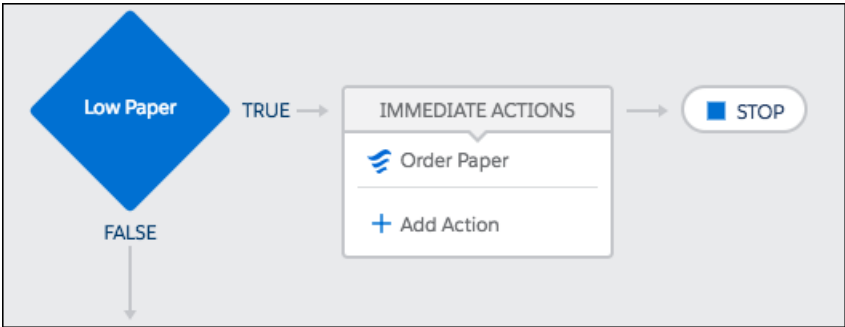 Low Paper
TRUE
IMMEDIATE ACTIONS
STOP
Order Paper
Add Action
FALSE